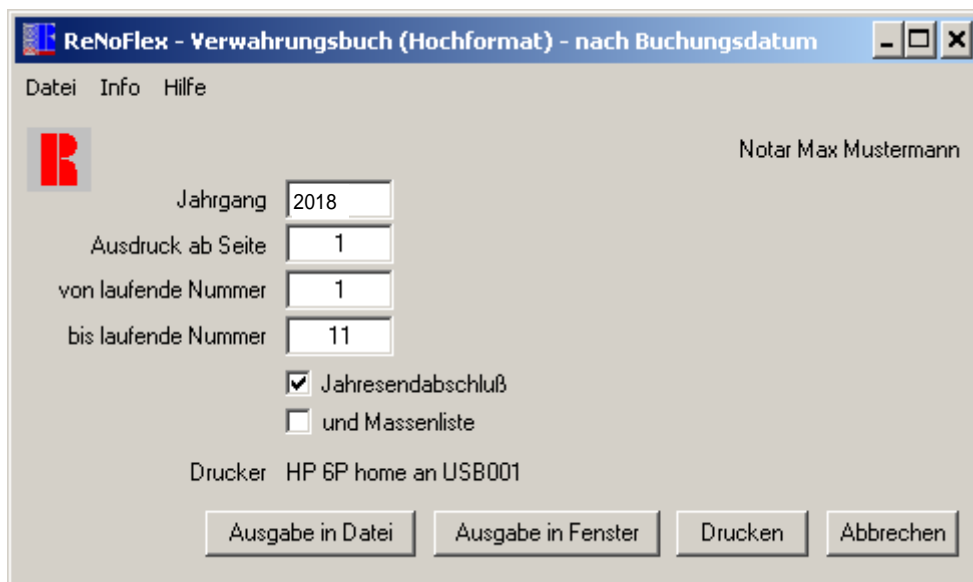 ReNoFlex - Verwahrungsbuch (Hochformat) - nach Buchungsdatum
Datei Info Hilfe
R
Notar Max Mustermann
Jahrgang 2018
Ausdruck ab Seite 1
von laufende Nummer 1
bis laufende Nummer 11
Jahresendabschluß
und Massenliste
Drucker HP 6P home an USB001
Ausgabe in Datei Ausgabe in Fenster Drucken Abbrechen